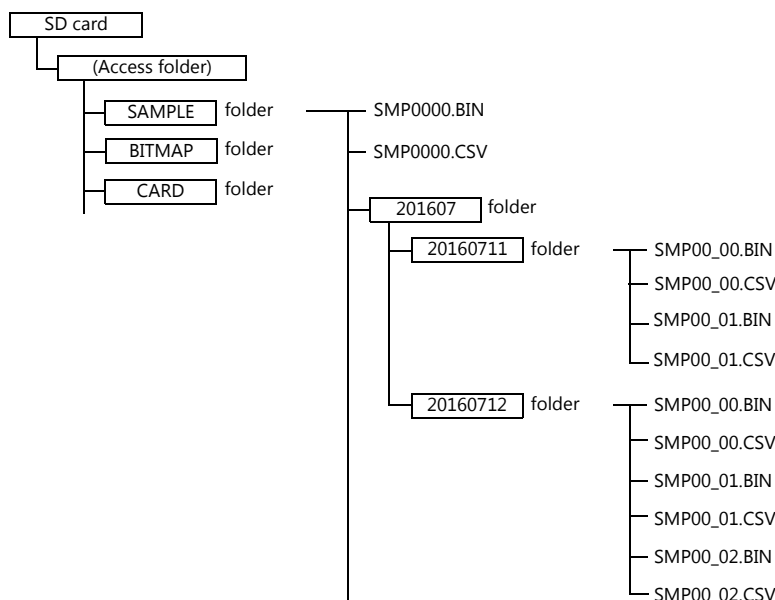 SD card
(Access folder)
SAMPLE folder
SMP0000.BIN
BITMAP folder
SMP0000.CSV
CARD folder
201607 folder
20160711 folder
SMP00_00.BIN
SMP00_00.CSV
SMP00_01.BIN
SMP00_01.CSV
20160712 folder
SMP00_00.BIN
SMP00_00.CSV
SMP00_01.BIN
SMP00_01.CSV
SMP00_02.BIN
SMP00_02.CSV